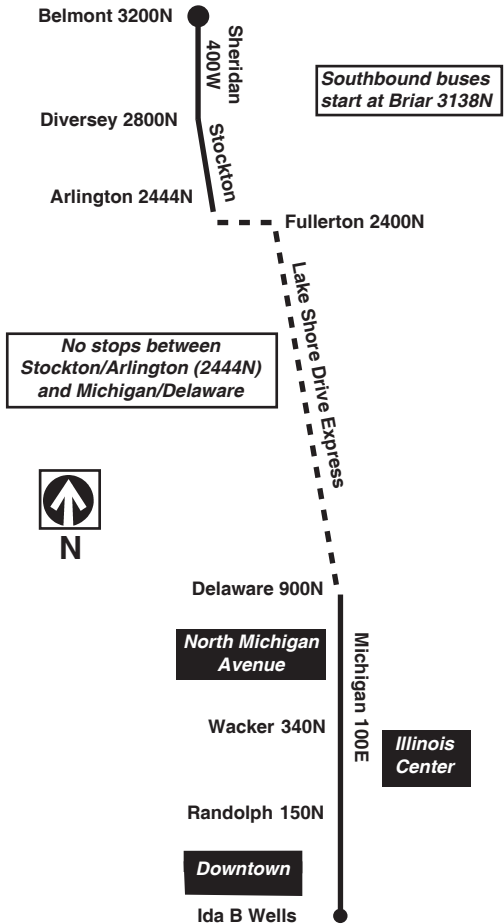 Belmont 3200N
Sheridan
400W
Southbound buses
start at Briar 3138N
Diversey 2800N
Stockton
Arlington 2444N
Fullerton 2400N
Lake Shore Drive Express
No stops between
Stockton/Arlington (2444N)
and Michigan/Delaware
N
Delaware 900N
North Michigan
Avenue
Michigan 100E
Wacker 340N
Illinois
Center
Randolph 150N
Downtown
Ida B Wells